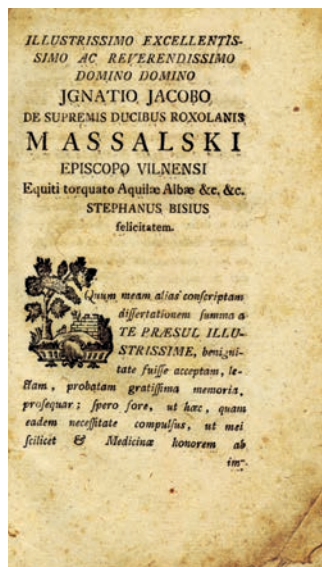 ILLUSTRISSIMO EXCELLENTIS-
SIMO AC REVERENDISSIMO
DOMINO DOMINO
JGNATIO JACOBO
DE SUPREMIS DUCIBUS ROXOLANIS
MASSALSKI
EPISCOPO VILNENSI
Equiti torquato Aquilæ Albæ &c. &c.
STEPHANUS BISIUS
felicitatem.
Quum meam alias conſcriptam
diſſertationem ſumma a
TE PRÆSUL ILLU-
STRISSIME, benigni-
tate fuiſſe acceptam, le-
ctam, probatam gratiſſima memoria,
proſequar; ſpero fore, ut hæc, quam
eadem neceſſitate compulſus, ut mei
ſcilicet & Medicinæ honorem ab
im-